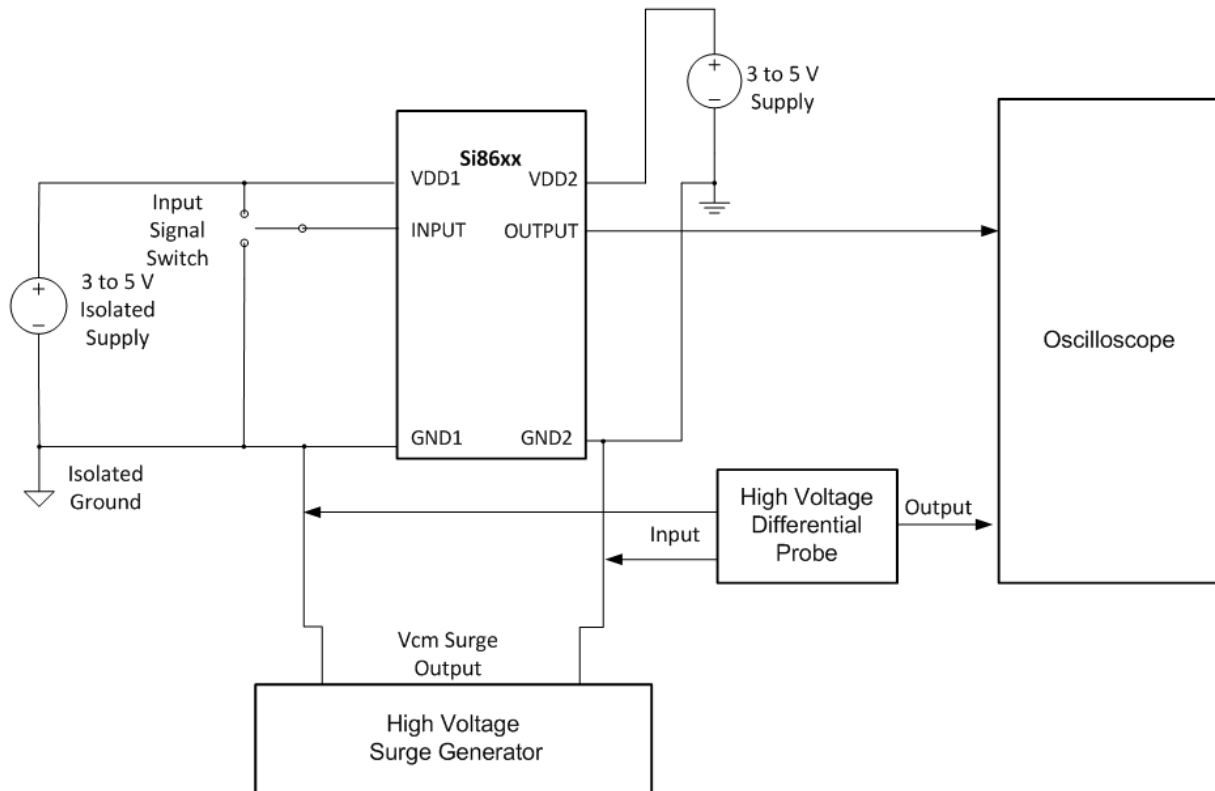 3 to 5 V
Supply
Si86xx
VDD1
VDD2
Input
Signal
Switch
INPUT
OUTPUT
3 to 5 V
Isolated
Supply
Oscilloscope
GND1
GND2
Isolated
Ground
High Voltage
Differential
Probe
Input
Output
Vcm Surge
Output
High Voltage
Surge Generator